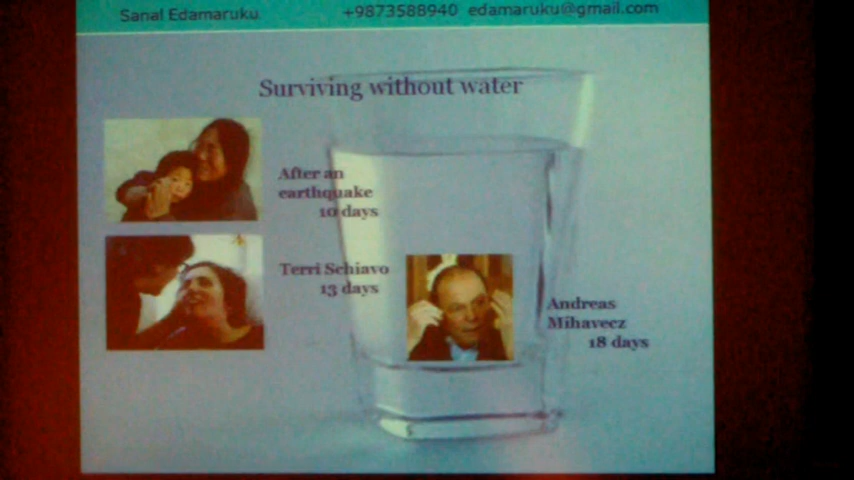 Sanal Edamaruku +9873588940 edamaruku@gmail.com
Surviving without water
After an
earthquake
10 days
Terri Schiavo
13 days
Andreas
Mihavecz
18 days